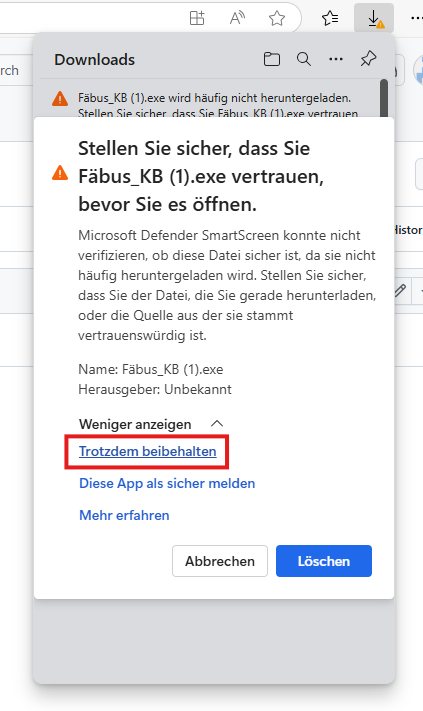 rch
Downloads
Fäbus_KB (1).exe wird häufig nicht heruntergeladen.
Stellen Sie sicher, dass Sie Fäbus_KB (1).exe vertrauen
Stellen Sie sicher, dass Sie
Fäbus_KB (1).exe vertrauen,
bevor Sie es öffnen.
Microsoft Defender SmartScreen konnte nicht
verifizieren, ob diese Datei sicher ist, da sie nicht
häufig heruntergeladen wird. Stellen Sie sicher,
dass Sie der Datei, die Sie gerade herunterladen,
oder die Quelle aus der sie stammt
vertrauenswürdig ist.
Histor
Name: Fäbus_KB (1).exe
Herausgeber: Unbekannt
Weniger anzeigen
Trotzdem beibehalten
Diese App als sicher melden
Mehr erfahren
Abbrechen
Löschen